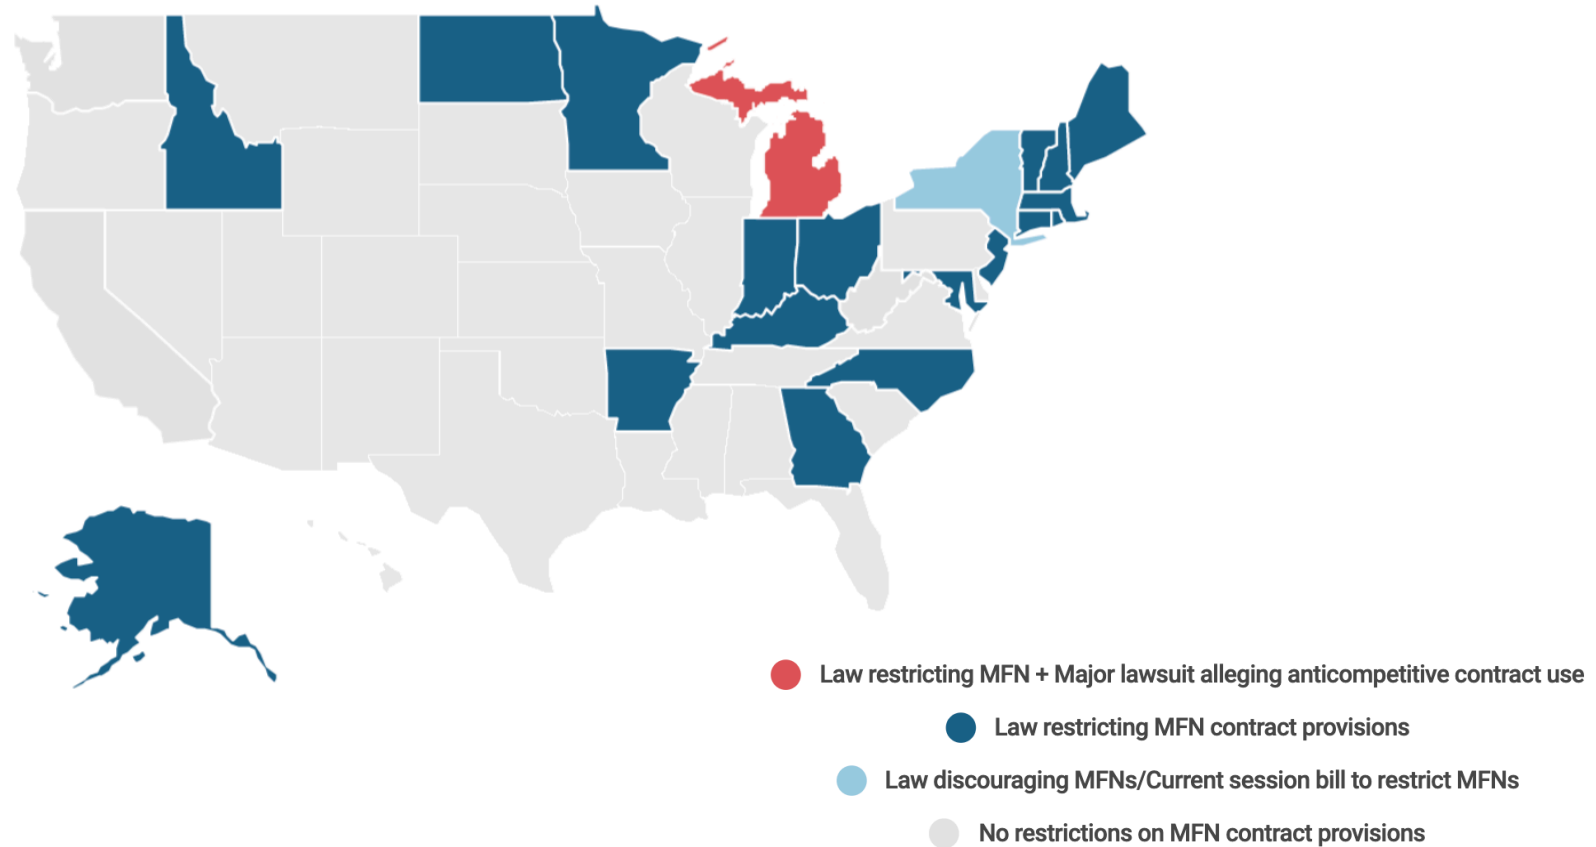 Law restricting MFN + Major lawsuit alleging anticompetitive contract use
Law restricting MFN contract provisions
Law discouraging MFNs/Current session bill to restrict MFNs
No restrictions on MFN contract provisions